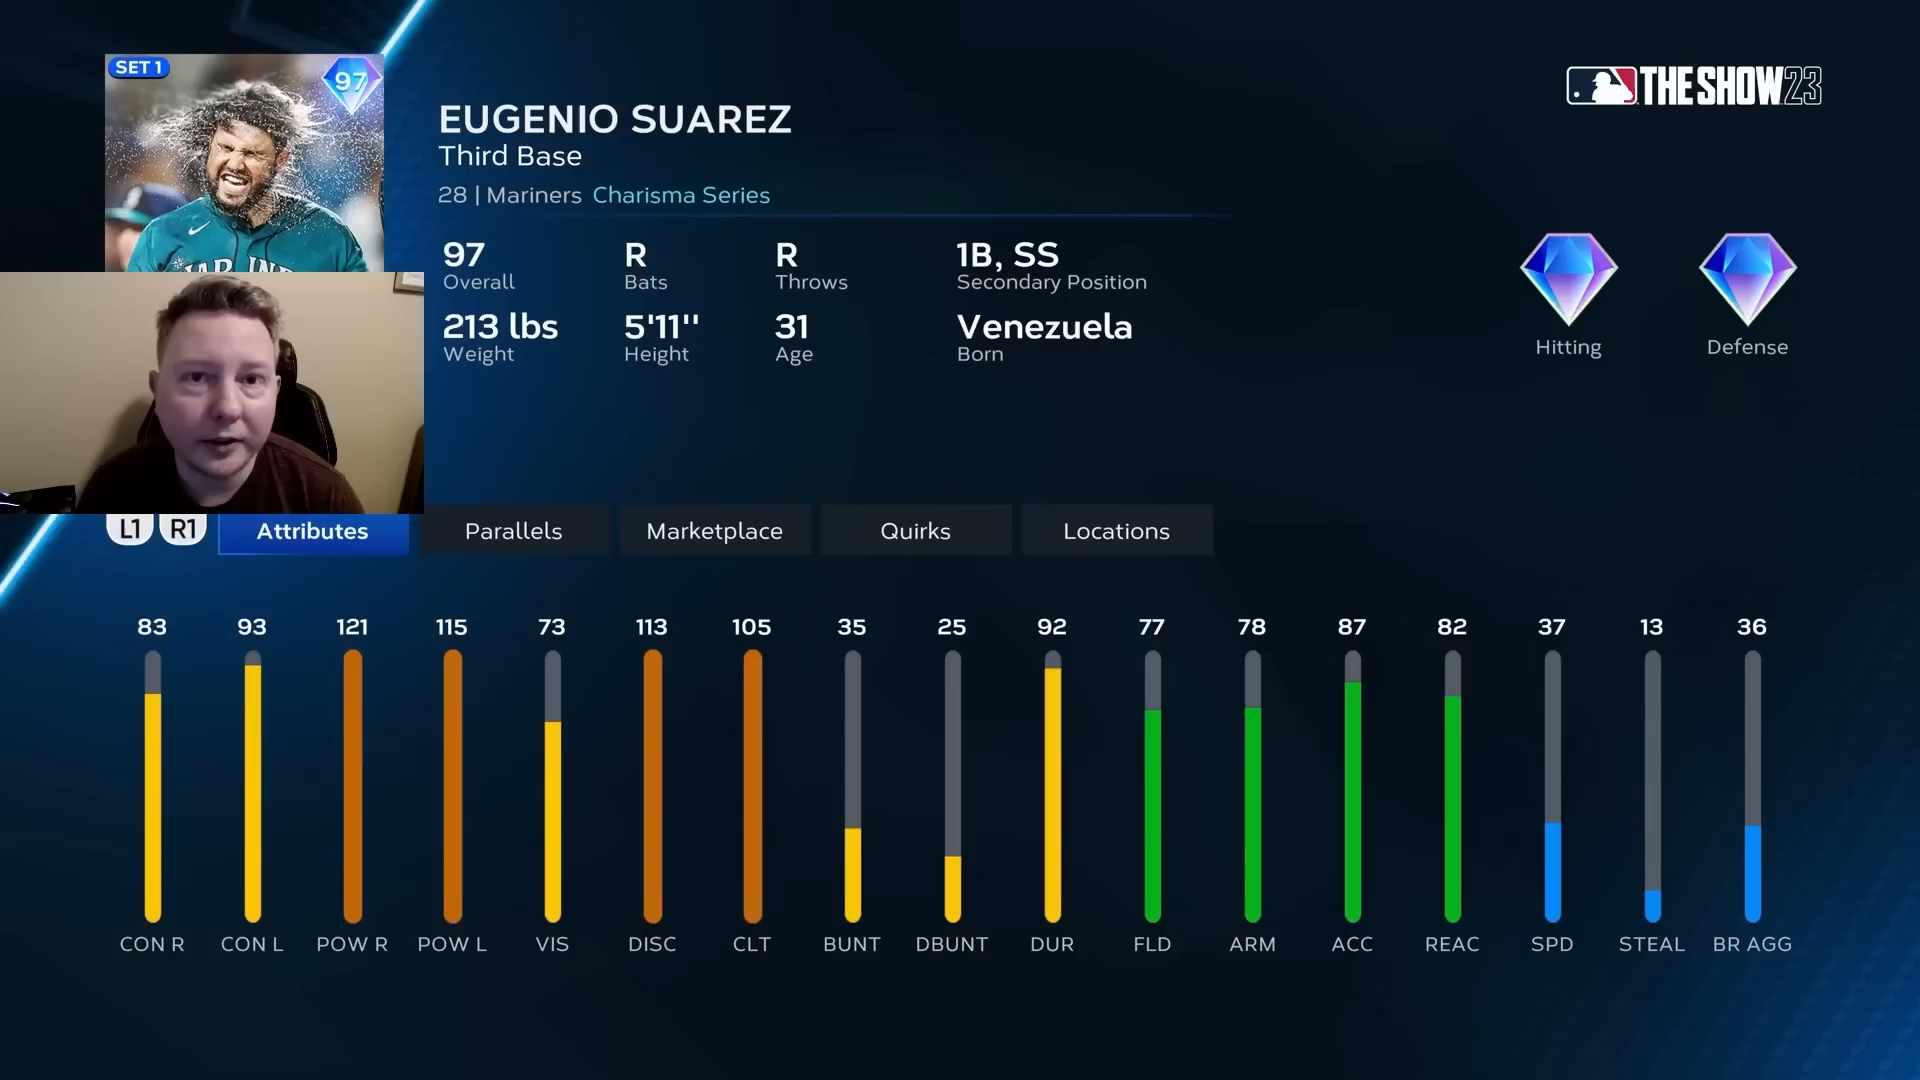 SET 1
97
MARINE
THE SHOW 23
EUGENIO SUAREZ
Third Base
28 | Mariners Charisma Series
97 R R 1B, SS
Overall Bats Throws Secondary Position
213 lbs 5'11'' 31 Venezuela
Weight Height Age Born
Hitting Defense
L1 R1 Attributes Parallels Marketplace Quirks Locations
83 93 121 115 73 113 105 35 25 92 77 78 87 82 37 13 36
CON R CON L POW R POW L VIS DISC CLT BUNT DBUNT DUR FLD ARM ACC REAC SPD STEAL BR AGG